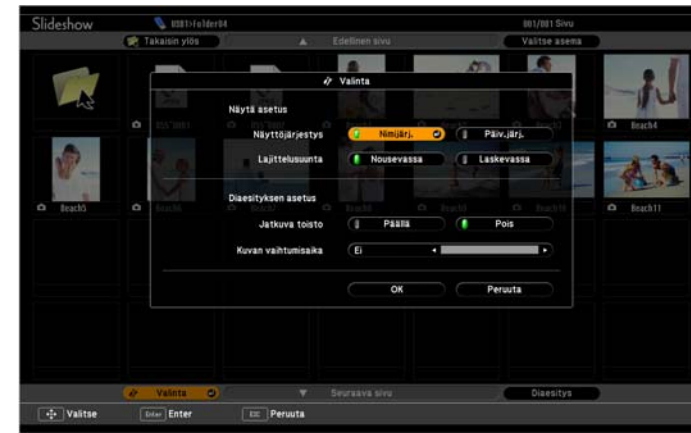 Slideshow USB1>Folder04 001/001 Sivu
Takaisin ylös Edellinen sivu Valitse asema
Valinta
Näytä asetus
Näyttöjärjestys Nimijärj. Päiv.järj.
Lajittelusuunta Nousevassa Laskevassa
Diaesityksen asetus
Jatkuva toisto Päällä Pois
Kuvan vaihtumisaika Ei
OK Peruuta
Beach4
Beach5 Beach6 Beach11
Valinta Seuraava sivu Diaesitys
Valitse Enter Enter Esc Peruuta